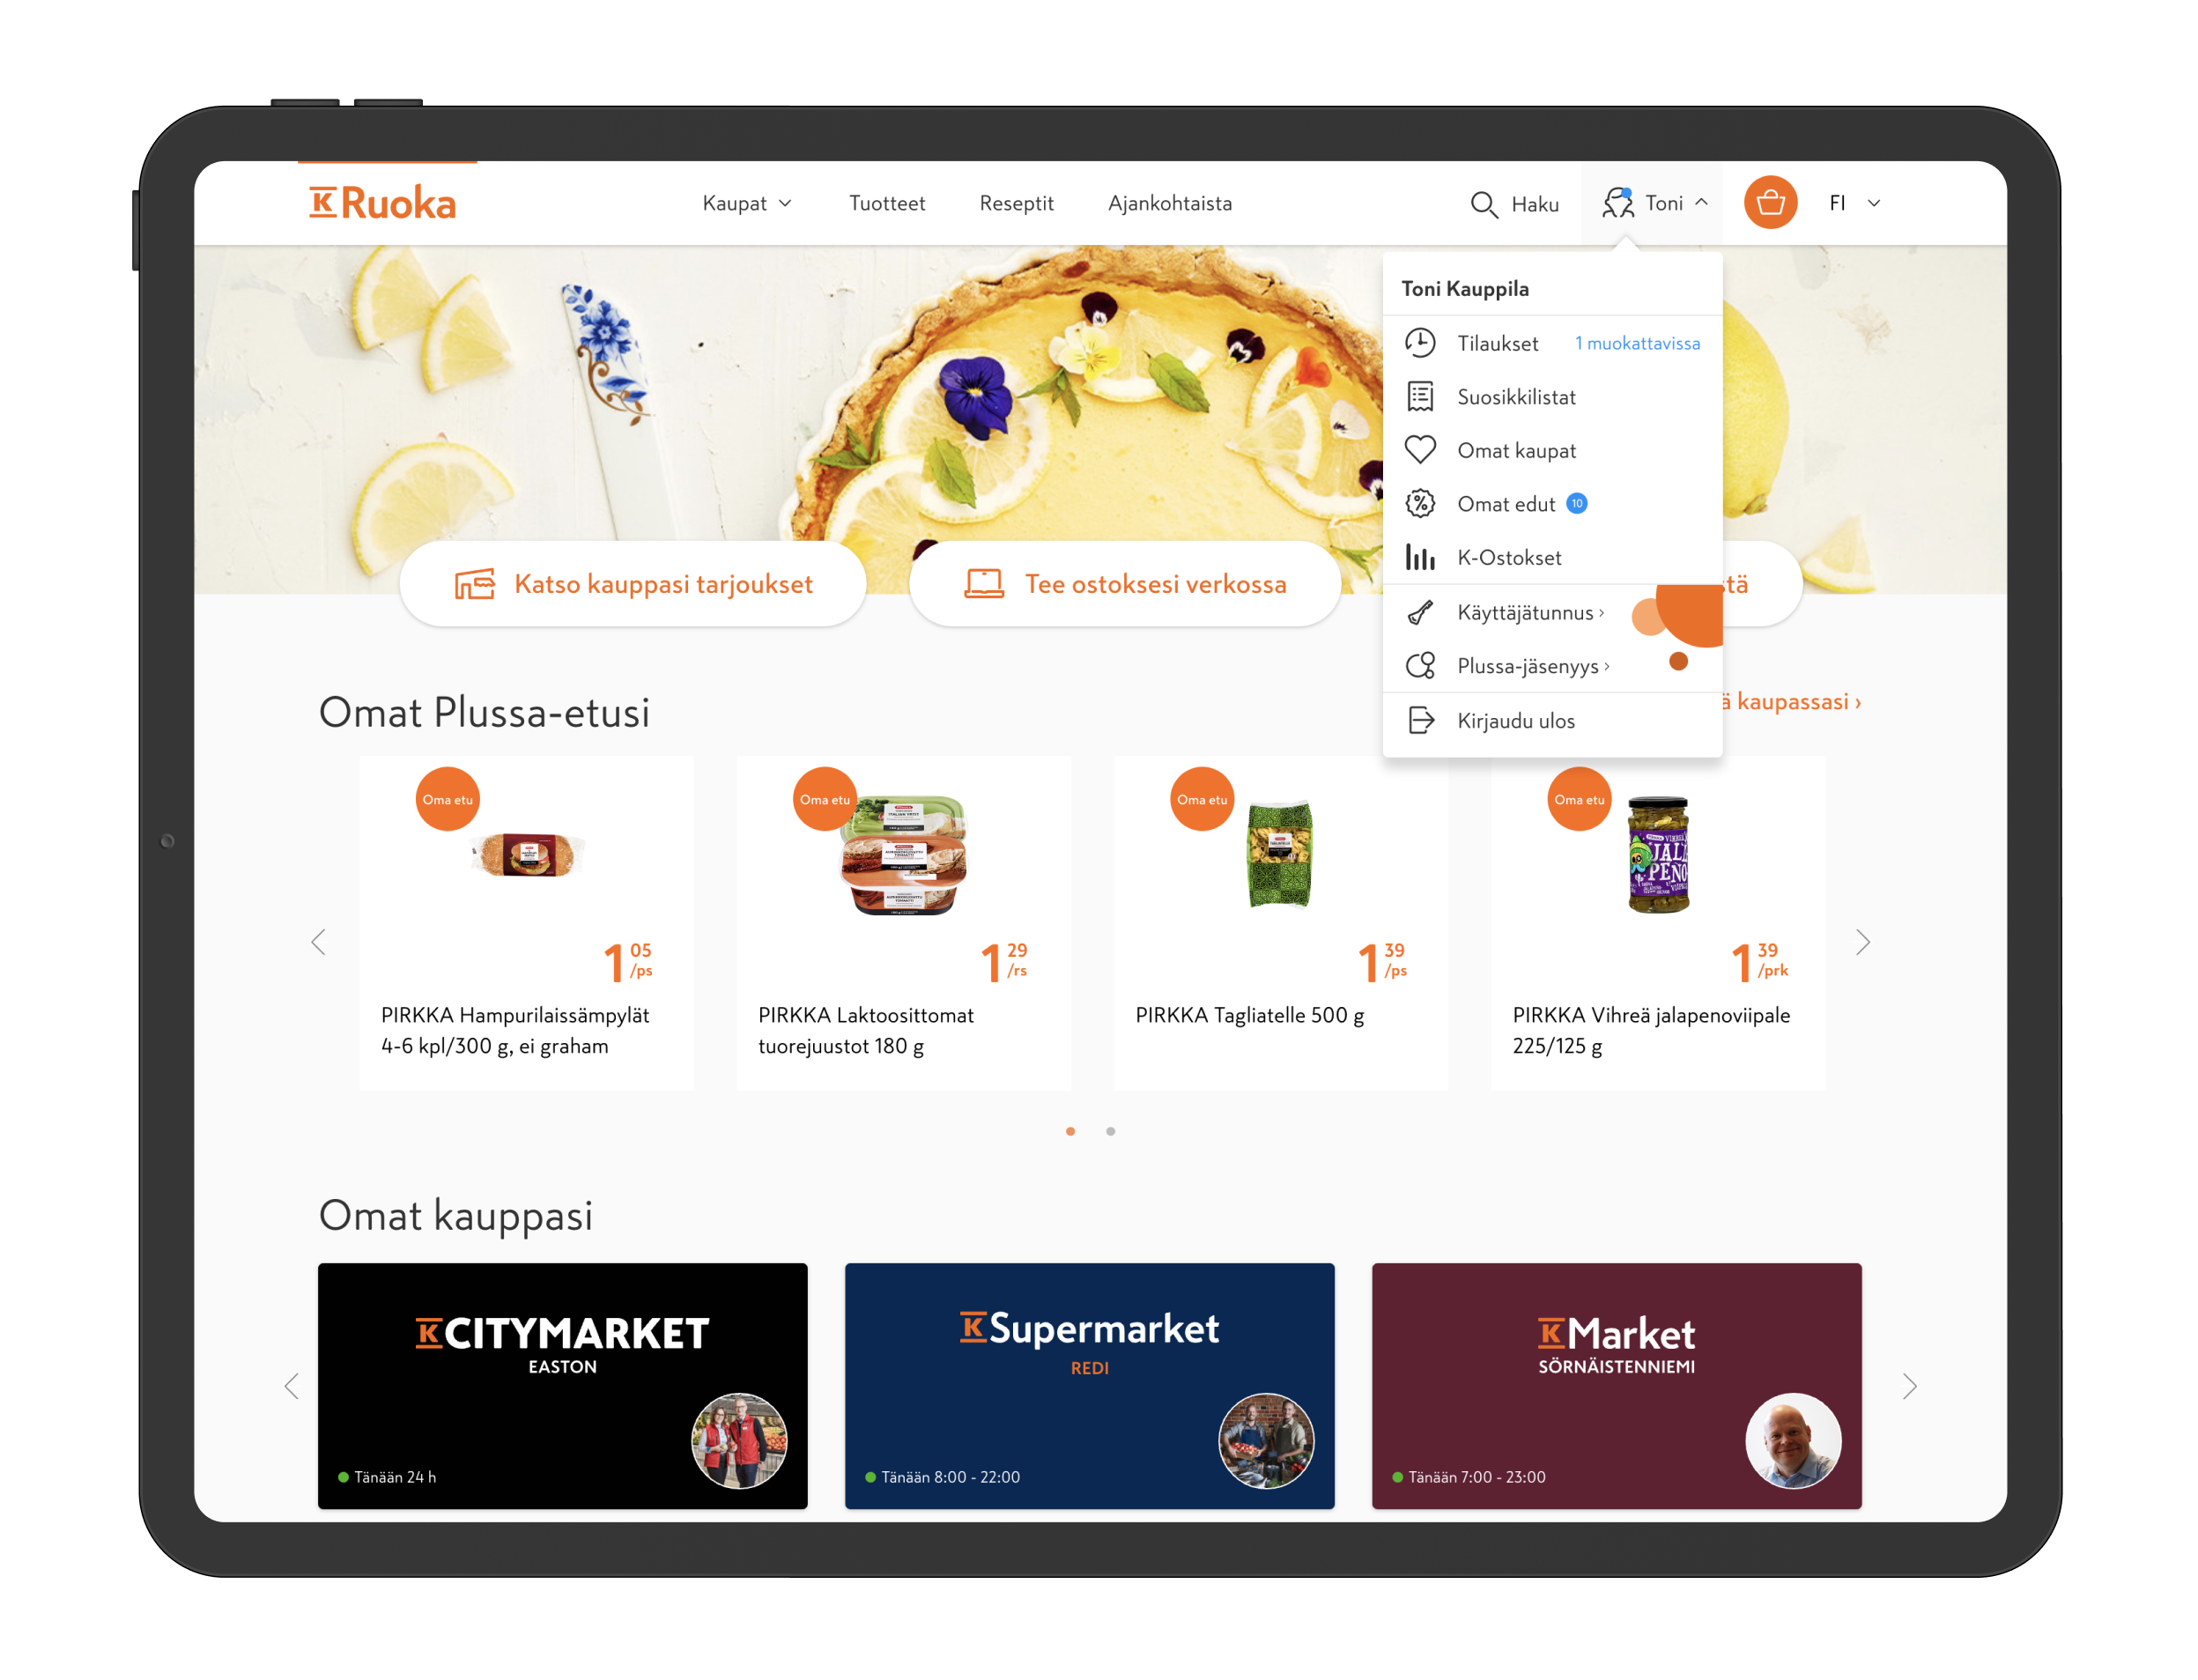 K Ruoka
Kaupat
Tuotteet
Reseptit
Ajankohtaista
Haku
Toni
FI
Toni Kauppila
Tilaukset 1 muokattavissa
Suosikkilistat
Omat kaupat
Omat edut 10
K-Ostokset
Käyttäjätunnus ›
Plussa-jäsenyys ›
Kirjaudu ulos
Katso kauppasi tarjoukset
Tee ostoksesi verkossa
Omat Plussa-etusi
kaupassasi ›
Oma etu
1 05 /ps
PIRKKA Hampurilaissämpylät
4-6 kpl/300 g, ei graham
Oma etu
1 29 /rs
PIRKKA Laktoosittomat
tuorejuustot 180 g
Oma etu
1 39 /ps
PIRKKA Tagliatelle 500 g
Oma etu
1 39 /prk
PIRKKA Vihreä jalapenoviipale
225/125 g
Omat kauppasi
K CITYMARKET
EASTON
Tänään 24 h
K Supermarket
REDI
Tänään 8:00 - 22:00
K Market
SÖRNÄISTENNIEMI
Tänään 7:00 - 23:00